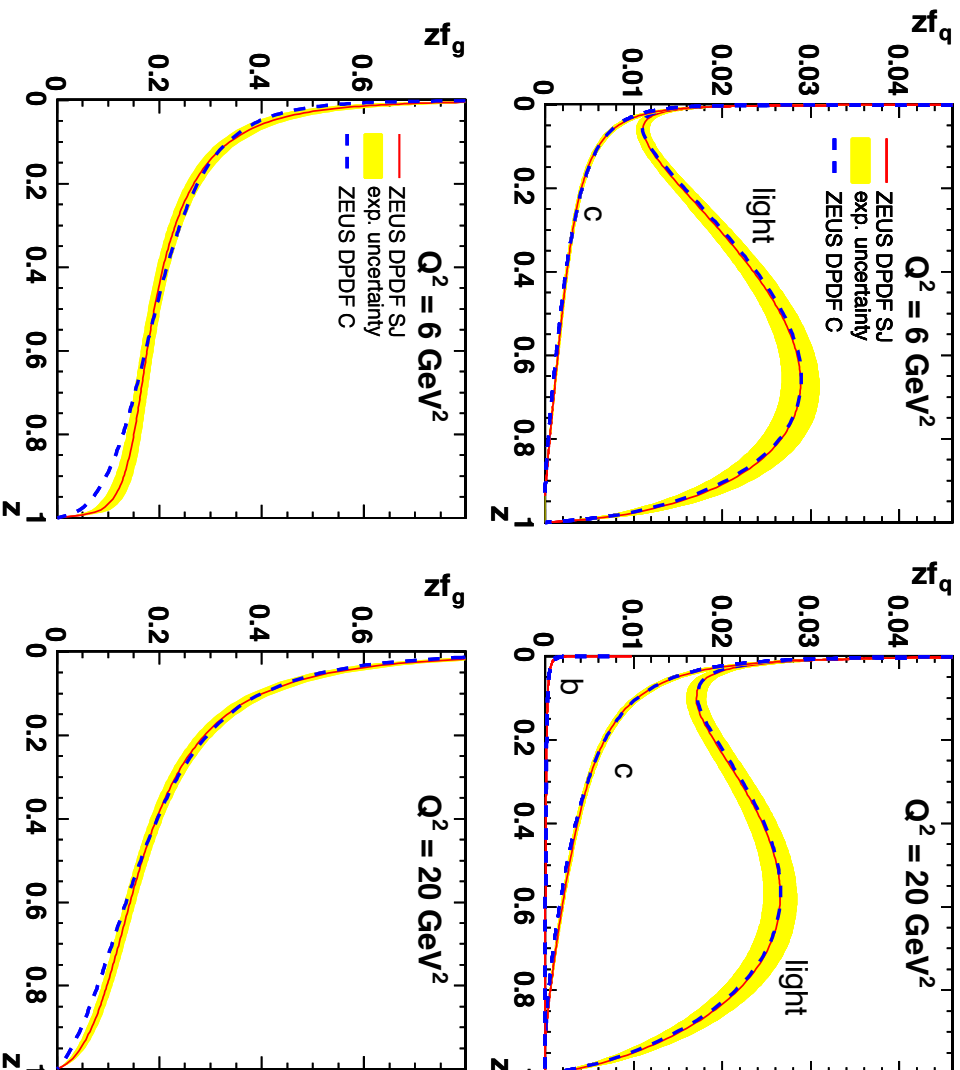 zf_q
0.04
0.03
0.02
0.01
0
0
0.2
0.4
0.6
0.8
1
z
Q² = 6 GeV²
ZEUS DPDF SJ
exp. uncertainty
ZEUS DPDF C
light
c
zf_q
0.04
0.03
0.02
0.01
0
0
0.2
0.4
0.6
0.8
Q² = 20 GeV²
light
c
b
zf_g
0.6
0.4
0.2
0
0
0.2
0.4
0.6
0.8
1
z
Q² = 6 GeV²
ZEUS DPDF SJ
exp. uncertainty
ZEUS DPDF C
zf_g
0.6
0.4
0.2
0
0
0.2
0.4
0.6
0.8
z
Q² = 20 GeV²